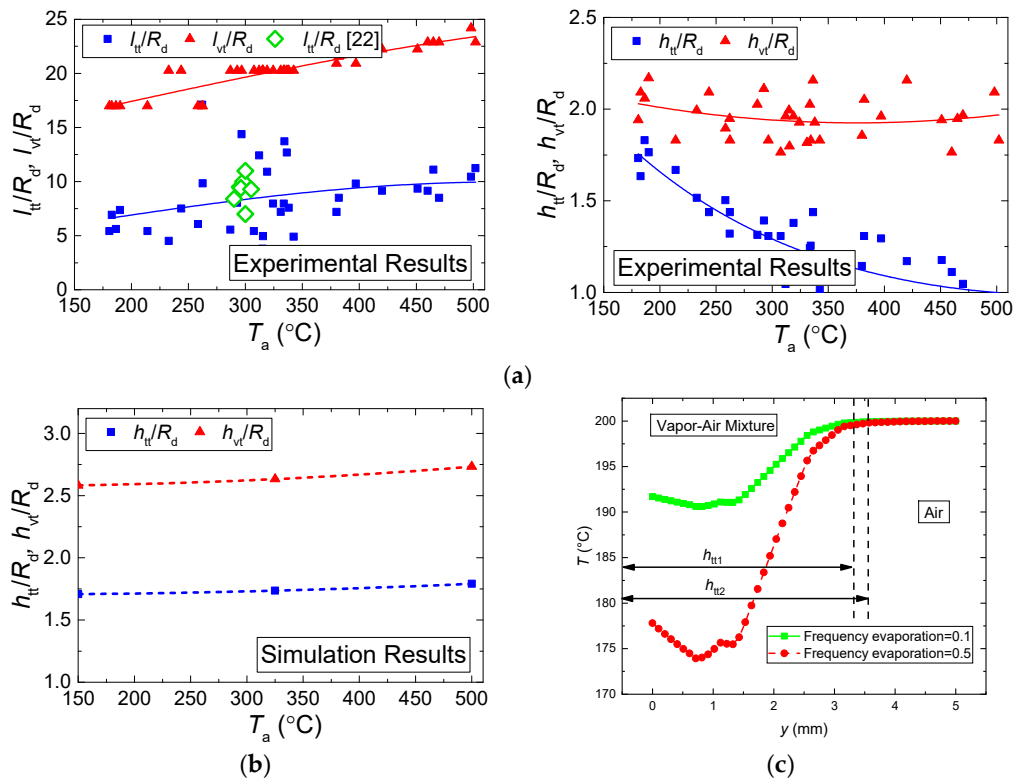 l_tt/R_d l_vt/R_d l_tt/R_d [22]
l_tt/R_d, l_vt/R_d
25
20
15
10
5
0
Experimental Results
150 200 250 300 350 400 450 500
T_a (°C)
h_tt/R_d h_vt/R_d
h_tt/R_d, h_vt/R_d
2.5
2.0
1.5
1.0
Experimental Results
150 200 250 300 350 400 450 500
T_a (°C)
(a)
h_tt/R_d h_vt/R_d
h_tt/R_d, h_vt/R_d
3.0
2.5
2.0
1.5
1.0
Simulation Results
150 200 250 300 350 400 450 500
T_a (°C)
(b)
T (°C)
200
195
190
185
180
175
170
Vapor-Air Mixture
Air
h_tt1
h_tt2
Frequency evaporation=0.1
Frequency evaporation=0.5
0 1 2 3 4 5
y (mm)
(c)